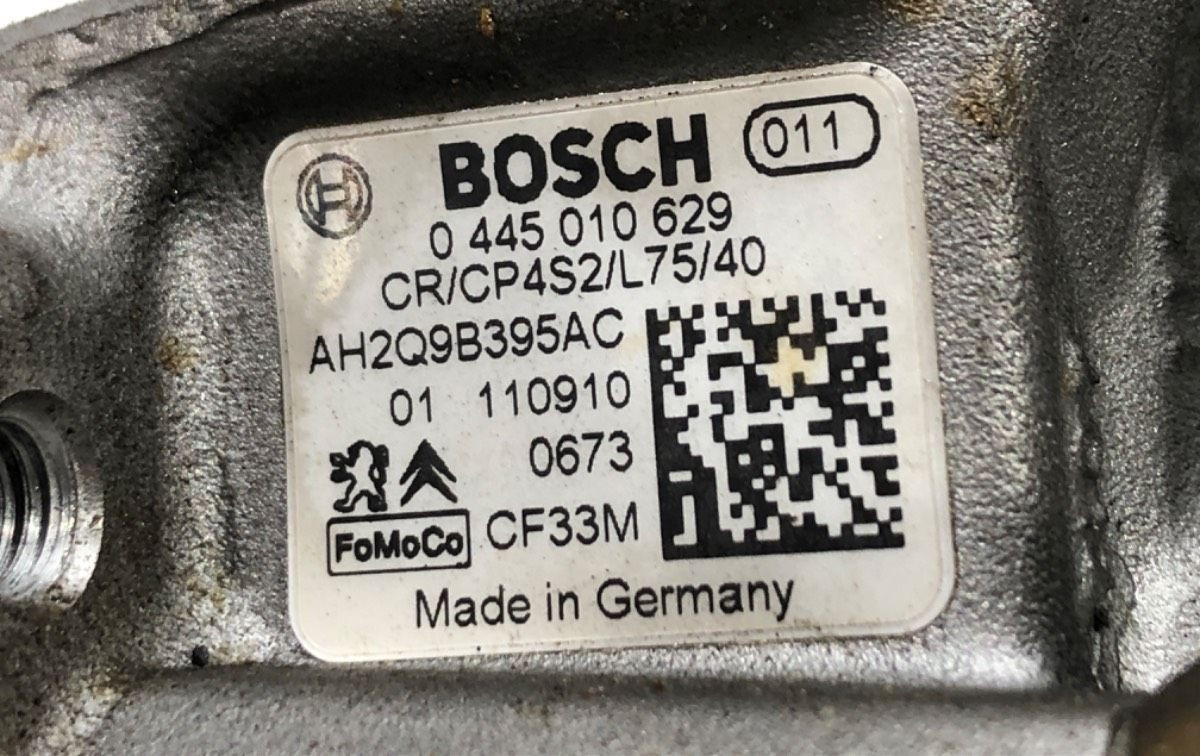 BOSCH 011
0 445 010 629
CR/CP4S2/L75/40
AH2Q9B395AC
01 110910
0673
FoMoCo CF33M
Made in Germany